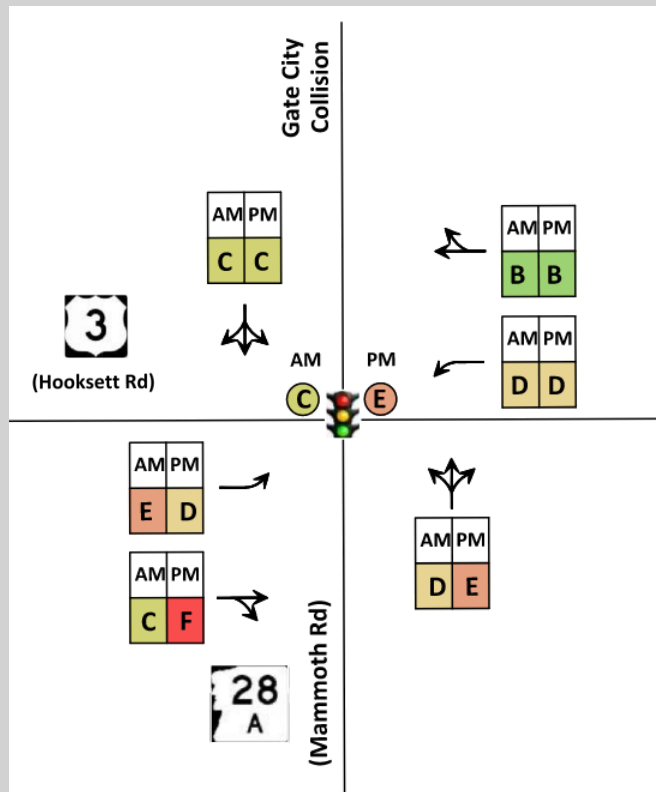 Gate City
Collision
AM PM
C C
AM PM
B B
3
(Hooksett Rd)
AM PM
D D
AM PM
C E
AM PM
E D
AM PM
D E
AM PM
C F
28
A
(Mammoth Rd)